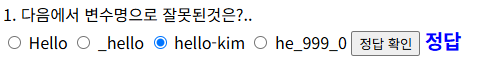 1. 다음에서 변수명으로 잘못된것은?..
Hello _hello hello-kim he_999_0 정답 확인 정답